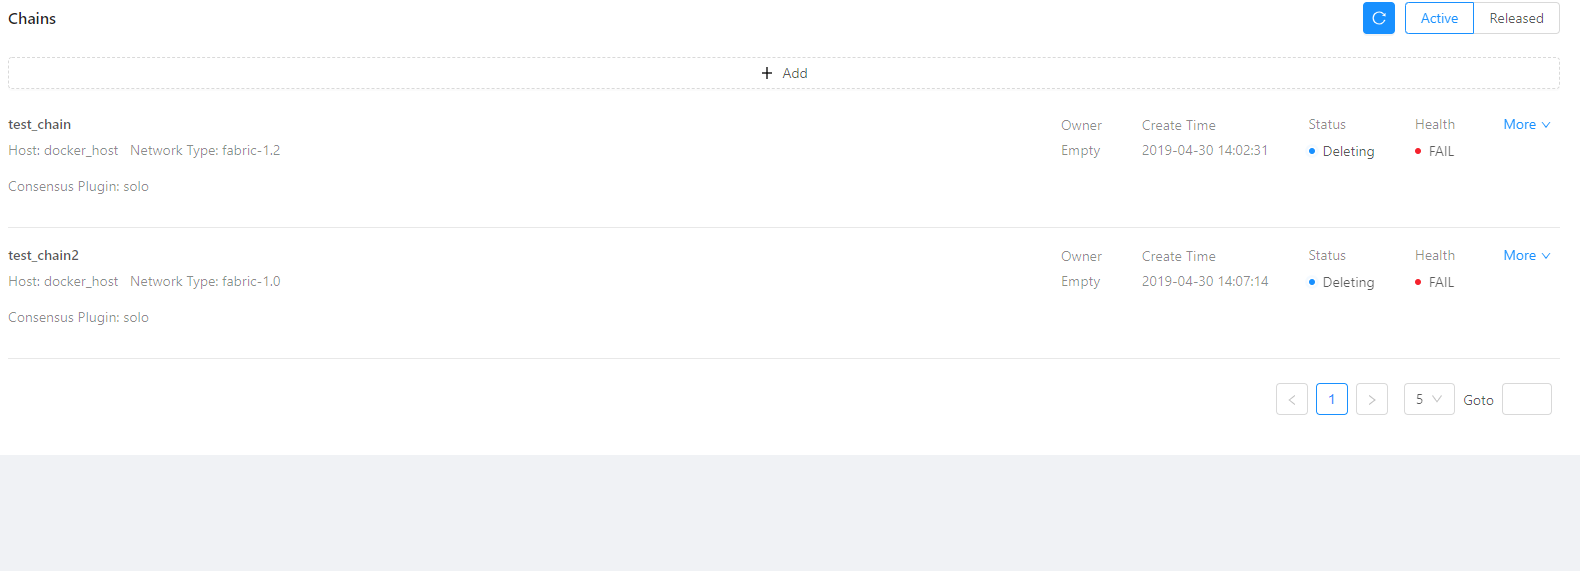 Chains
Active Released
Add
test_chain
Host: docker_host Network Type: fabric-1.2
Consensus Plugin: solo
Owner
Empty
Create Time
2019-04-30 14:02:31
Status
Deleting
Health
FAIL
More
test_chain2
Host: docker_host Network Type: fabric-1.0
Consensus Plugin: solo
Owner
Empty
Create Time
2019-04-30 14:07:14
Status
Deleting
Health
FAIL
More
1 5 Goto